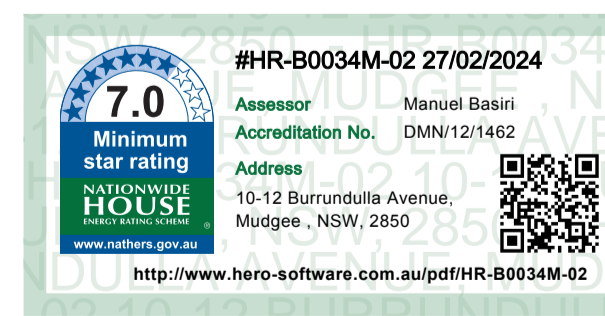 #HR-B0034M-02 27/02/2024
7.0
Minimum
star rating
NATIONWIDE
HOUSE
ENERGY RATING SCHEME ®
www.nathers.gov.au
Assessor Manuel Basiri
Accreditation No. DMN/12/1462
Address
10-12 Burrundulla Avenue,
Mudgee , NSW, 2850
http://www.hero-software.com.au/pdf/HR-B0034M-02